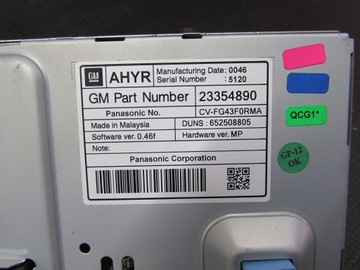 GM
AHYR
Manufacturing Date: 0046
Serial Number : 5120
GM Part Number 23354890
Panasonic No. CV-FG43F0RMA
Made in Malaysia DUNS : 652508805
Software ver. 0.46f Hardware ver. MP
Note:
Panasonic Corporation
QCG1*
GP-12
OK